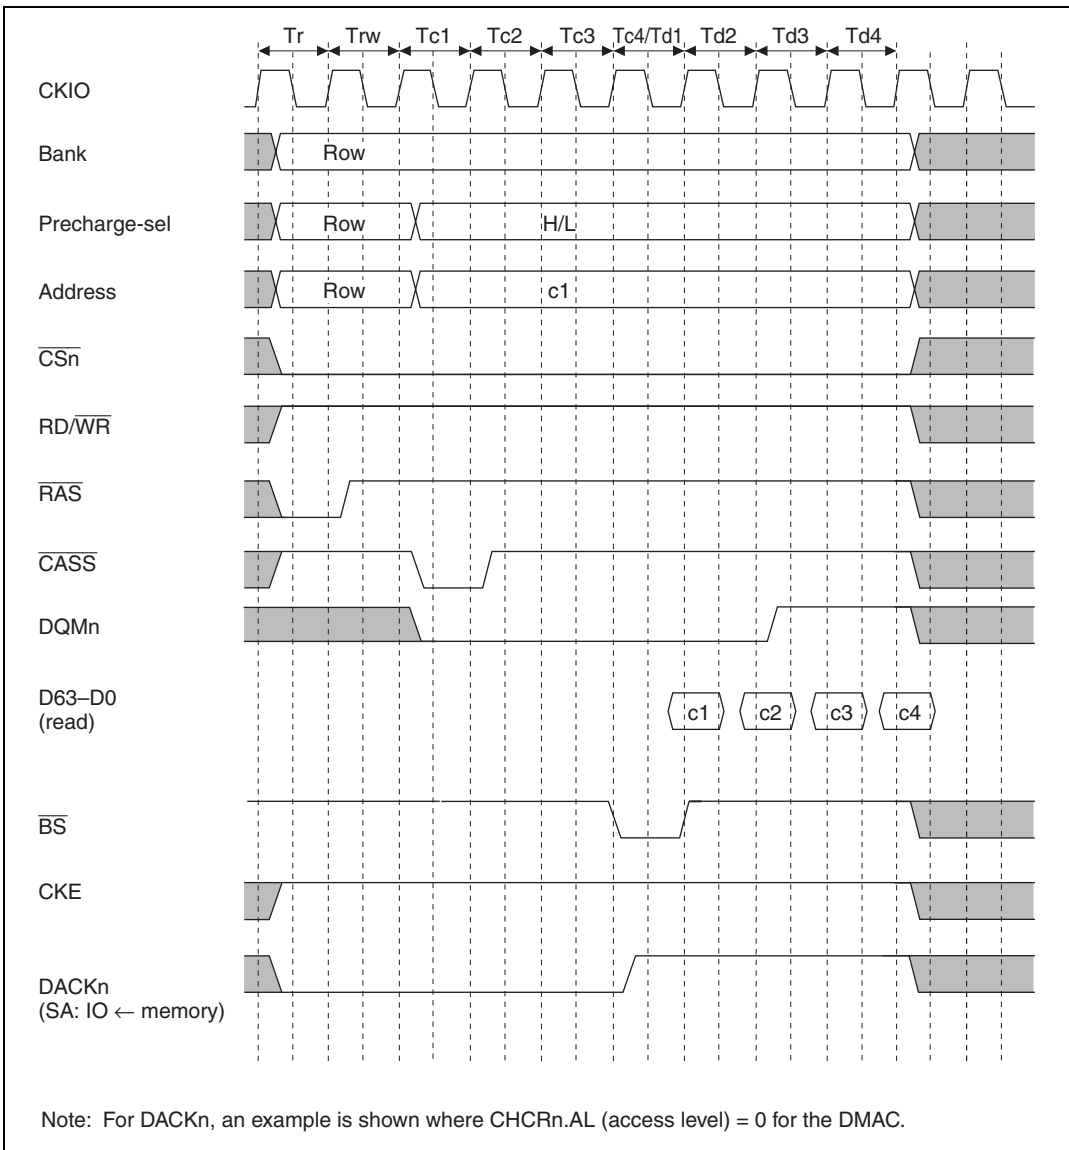 Tr Trw Tc1 Tc2 Tc3 Tc4/Td1 Td2 Td3 Td4
CKIO
Bank Row
Precharge-sel Row H/L
Address Row c1
CSn
RD/WR
RAS
CASS
DQMn
D63–D0
(read) c1 c2 c3 c4
BS
CKE
DACKn
(SA: IO ← memory)
Note: For DACKn, an example is shown where CHCRn.AL (access level) = 0 for the DMAC.